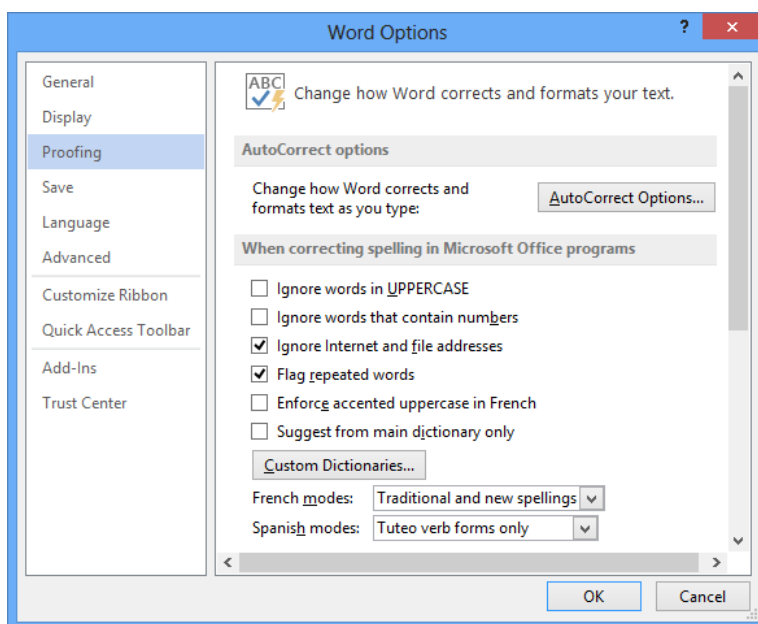 Word Options
?
General
Display
Proofing
Save
Language
Advanced
Customize Ribbon
Quick Access Toolbar
Add-Ins
Trust Center
ABC
Change how Word corrects and formats your text.
AutoCorrect options
Change how Word corrects and
formats text as you type:
AutoCorrect Options...
When correcting spelling in Microsoft Office programs
Ignore words in UPPERCASE
Ignore words that contain numbers
Ignore Internet and file addresses
Flag repeated words
Enforce accented uppercase in French
Suggest from main dictionary only
Custom Dictionaries...
French modes: Traditional and new spellings
Spanish modes: Tuteo verb forms only
OK Cancel